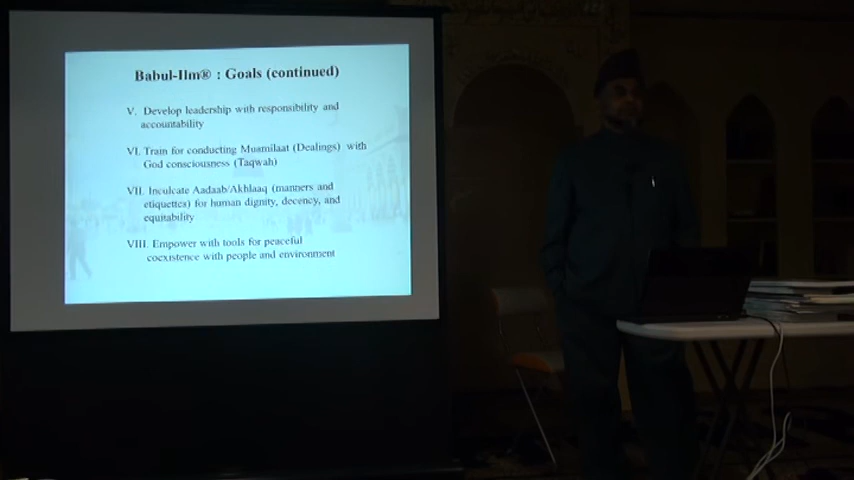 Babul-Ilm® : Goals (continued)
V. Develop leadership with responsibility and
accountability
VI. Train for conducting Muamilaat (Dealings) with
God consciousness (Taqwah)
VII. Inculcate Aadaab/Akhlaaq (manners and
etiquettes) for human dignity, decency, and
equitability
VIII. Empower with tools for peaceful
coexistence with people and environment